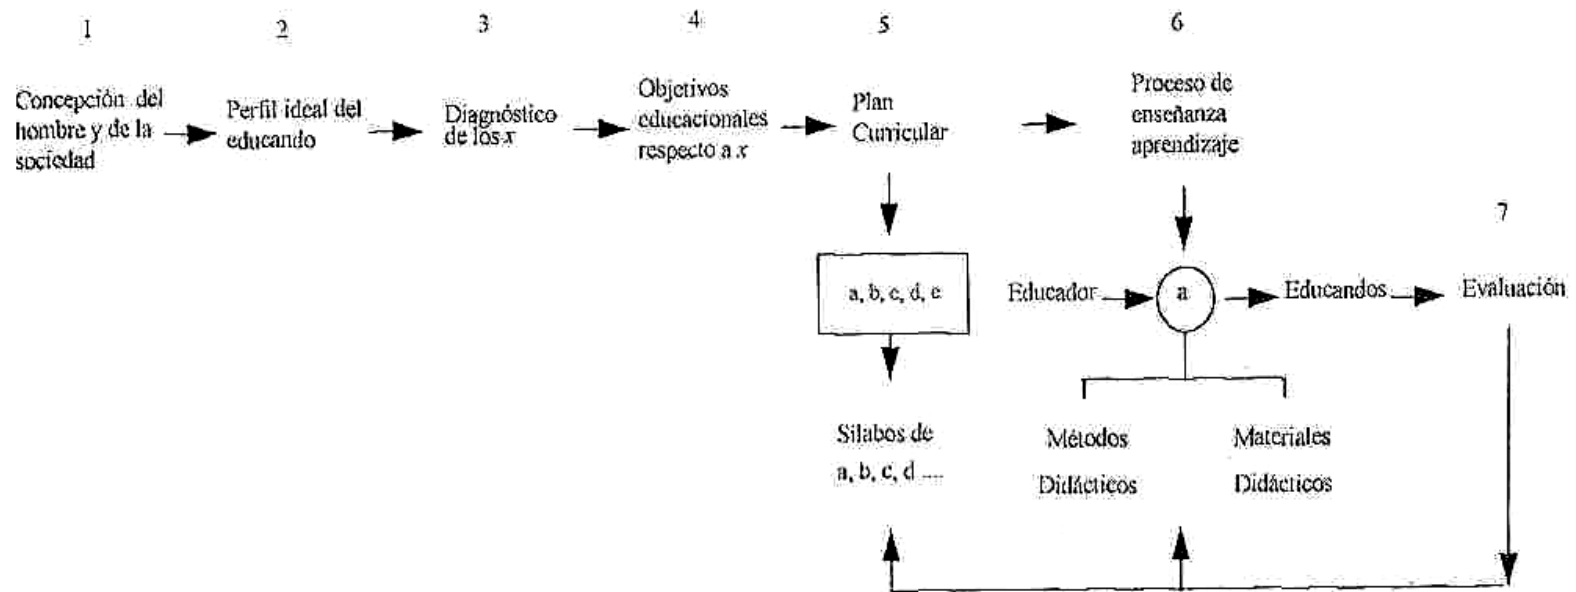 1
2
3
4
5
6
Concepción del
hombre y de la
sociedad
Perfil ideal del
educando
Diagnóstico
de los x
Objetivos
educacionales
respecto a x
Plan
Curricular
Proceso de
enseñanza
aprendizaje
7
a, b, c, d, e
Educador
a
Educandos
Evaluación
Sílabos de
a, b, c, d ....
Métodos
Didácticos
Materiales
Didácticos